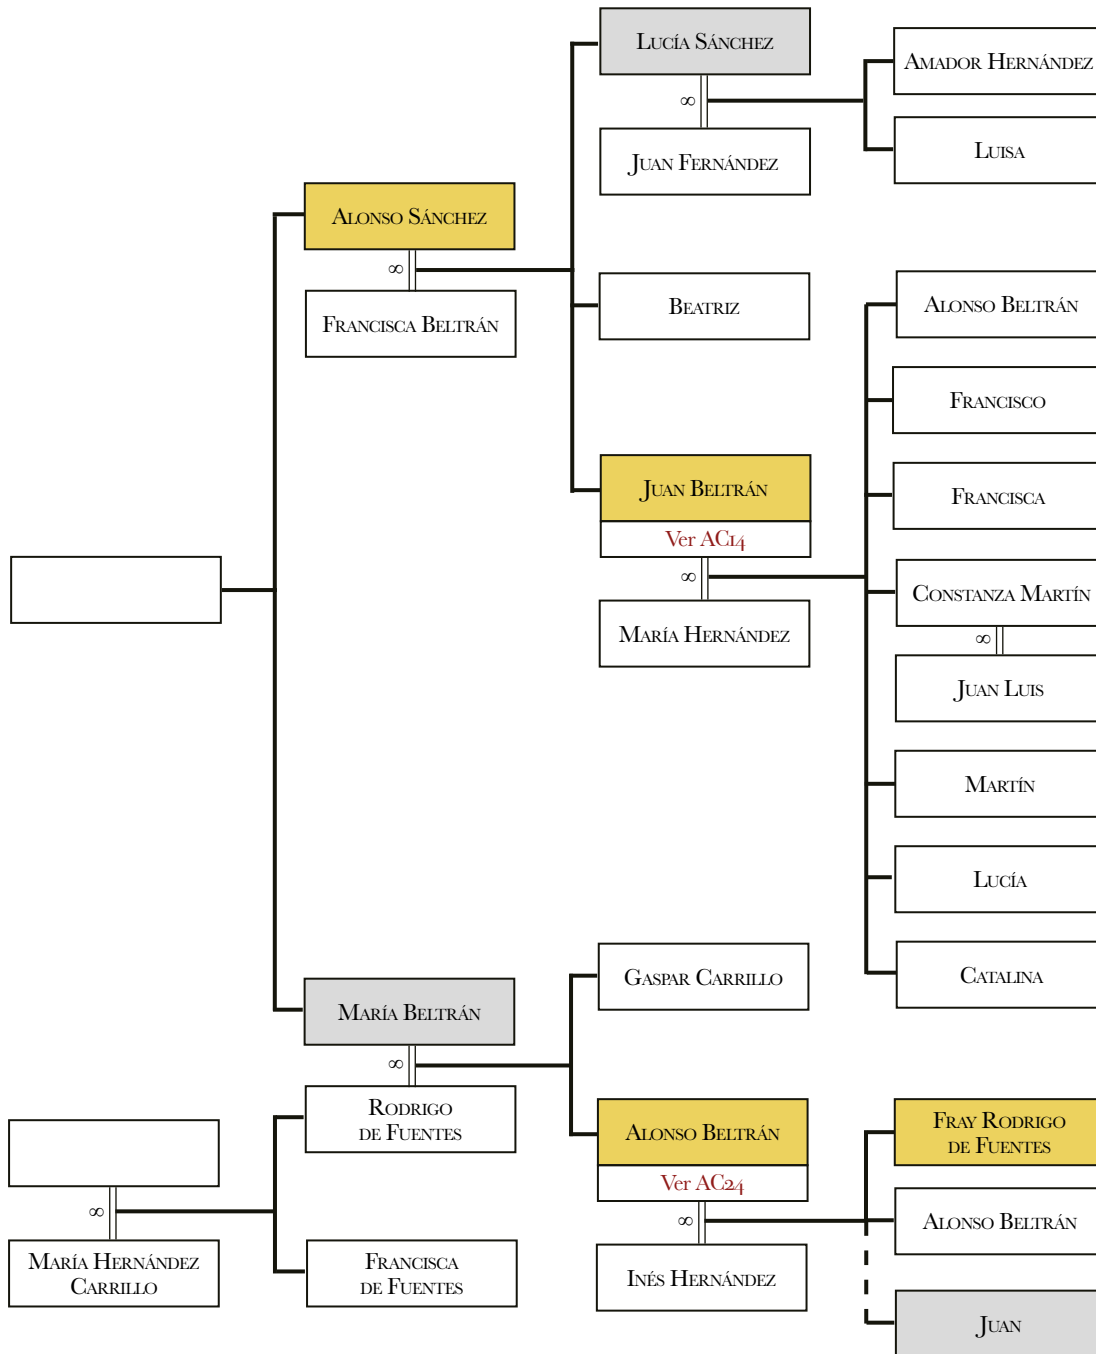 Lucía Sánchez
∞
Juan Fernández
Amador Hernández
Luisa
Alonso Sánchez
∞
Francisca Beltrán
Beatriz
Juan Beltrán
Ver AC14
∞
María Hernández
Alonso Beltrán
Francisco
Francisca
Constanza Martín
∞
Juan Luis
Martín
Lucía
Catalina
María Beltrán
∞
Rodrigo
de Fuentes
Gaspar Carrillo
Alonso Beltrán
Ver AC24
∞
Inés Hernández
Fray Rodrigo
de Fuentes
Alonso Beltrán
Juan
∞
María Hernández
Carrillo
Francisca
de Fuentes